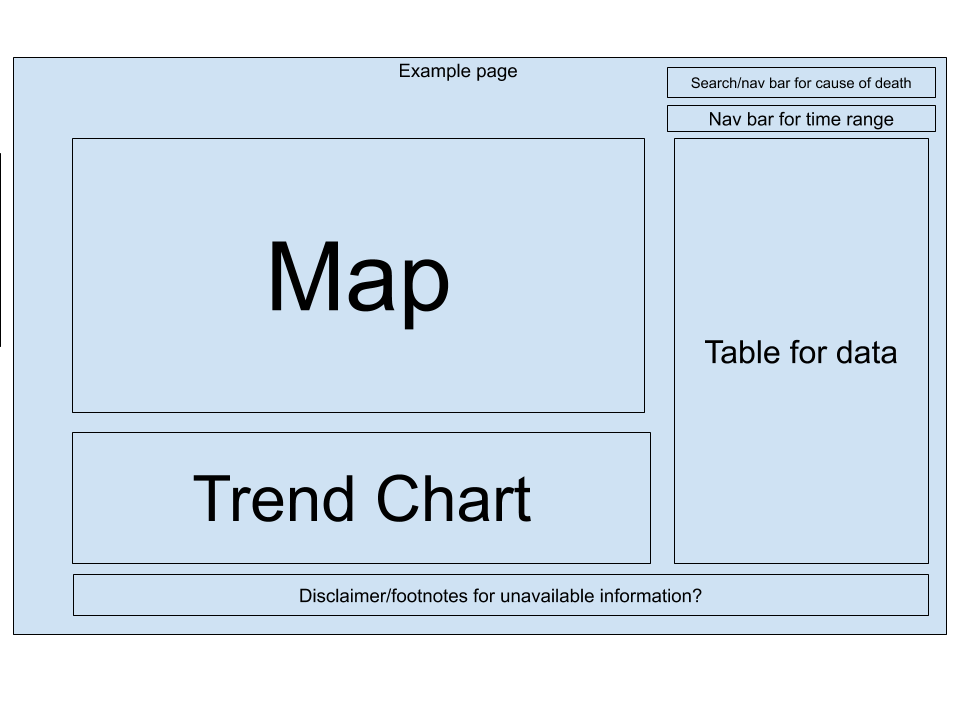 Example page
Search/nav bar for cause of death
Nav bar for time range
Map
Table for data
Trend Chart
Disclaimer/footnotes for unavailable information?